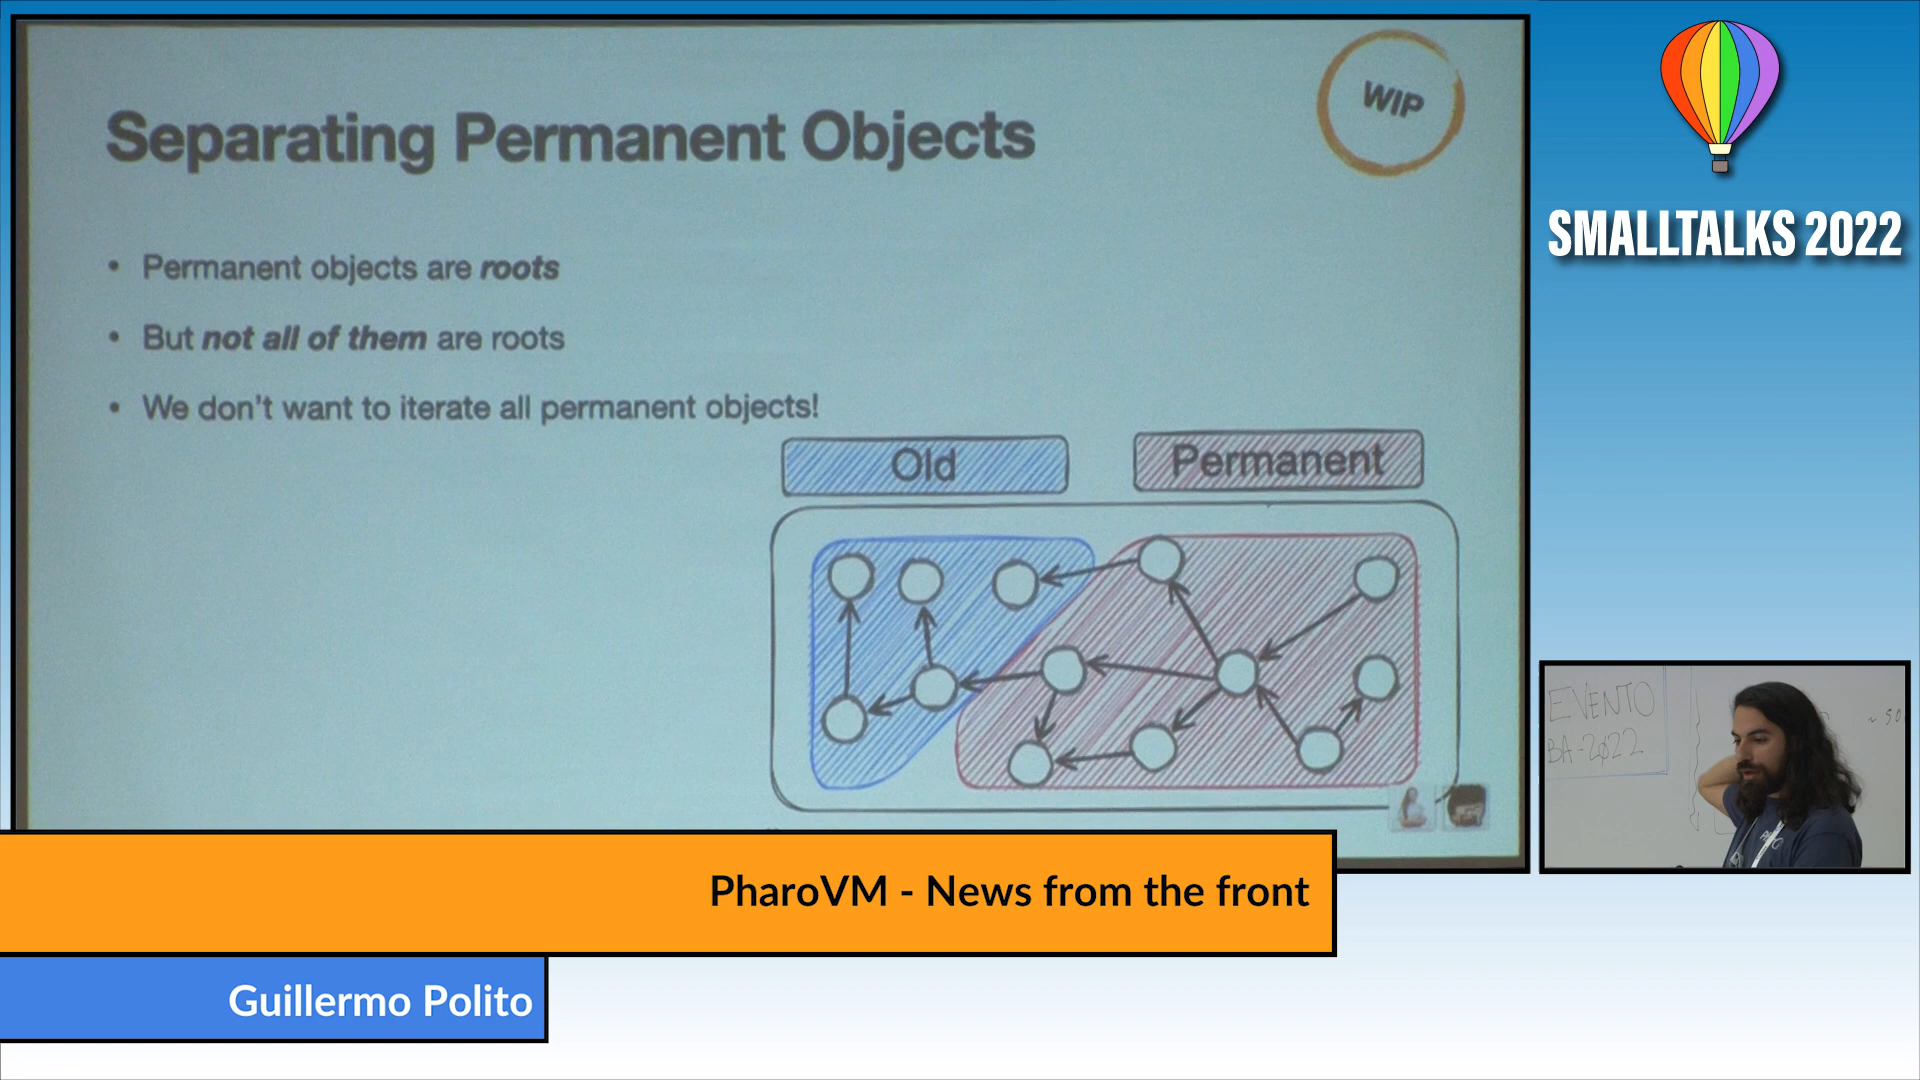 Separating Permanent Objects
WIP
• Permanent objects are roots
• But not all of them are roots
• We don't want to iterate all permanent objects!
Old
Permanent
SMALLTALKS 2022
EVENTO
BA-2022
~ 50
PharoVM - News from the front
Guillermo Polito